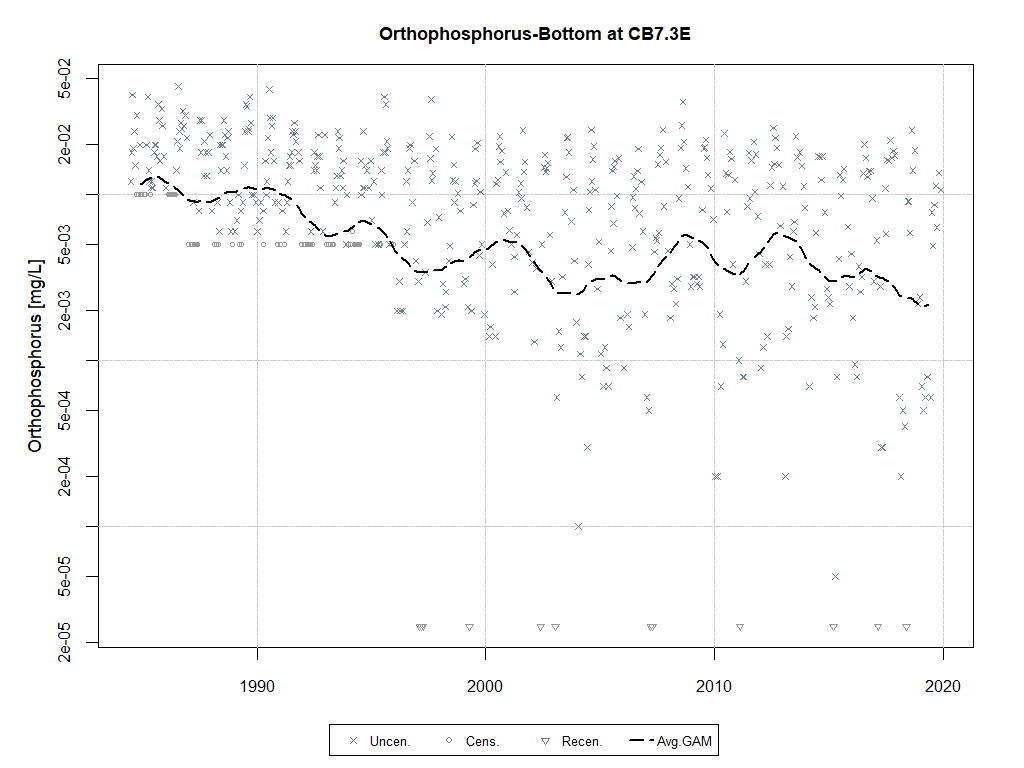 Orthophosphorus-Bottom at CB7.3E
Orthophosphorus [mg/L]
5e-02
2e-02
5e-03
2e-03
5e-04
2e-04
5e-05
2e-05
1990 2000 2010 2020
Uncen. Cens. Recen. Avg.GAM